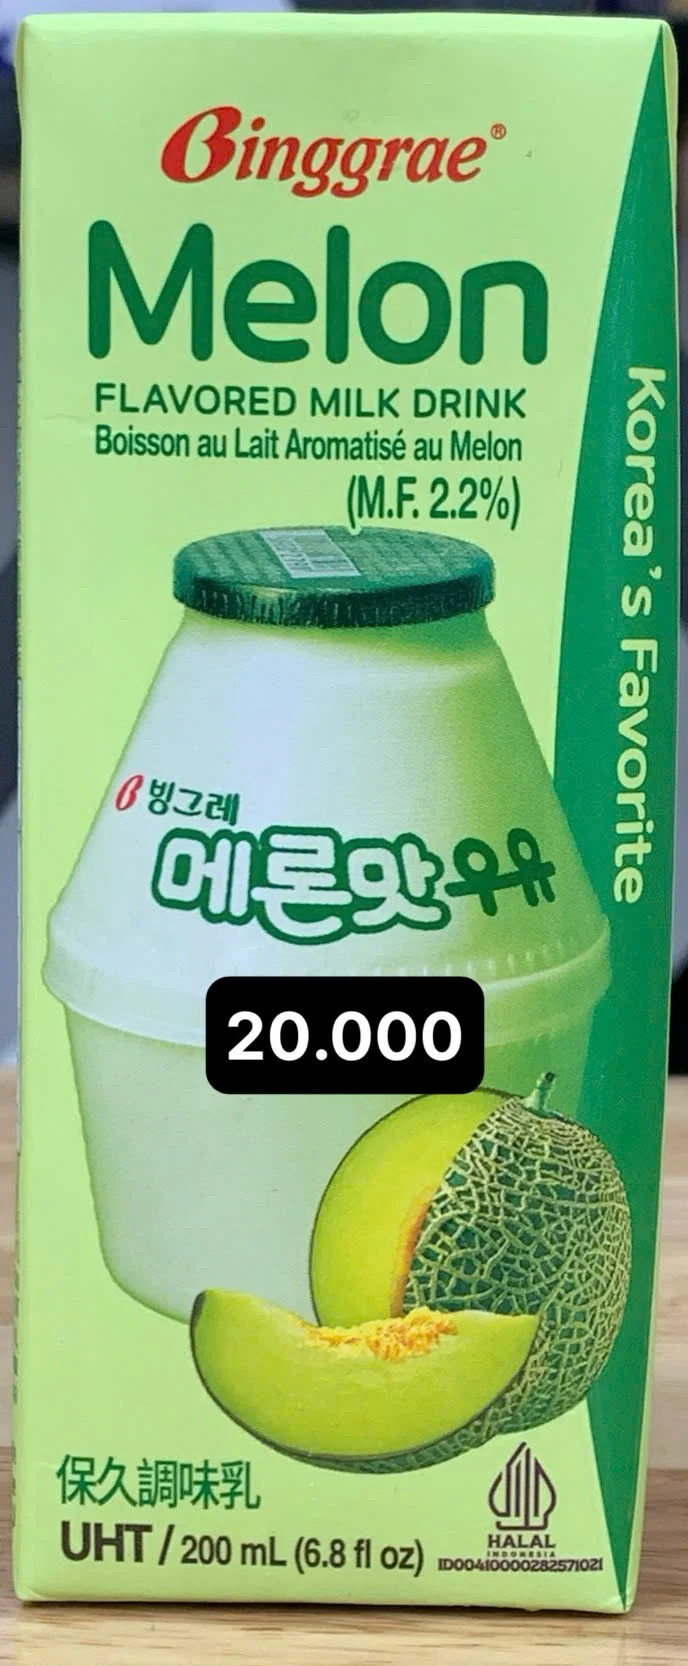 Binggrae®
Melon
FLAVORED MILK DRINK
Boisson au Lait Aromatisé au Melon
(M.F. 2.2%)
Korea's Favorite
빙그레
메론맛우유
20.000
保久調味乳
UHT / 200 mL (6.8 fl oz)
HALAL
INDONESIA
ID00410000282571021